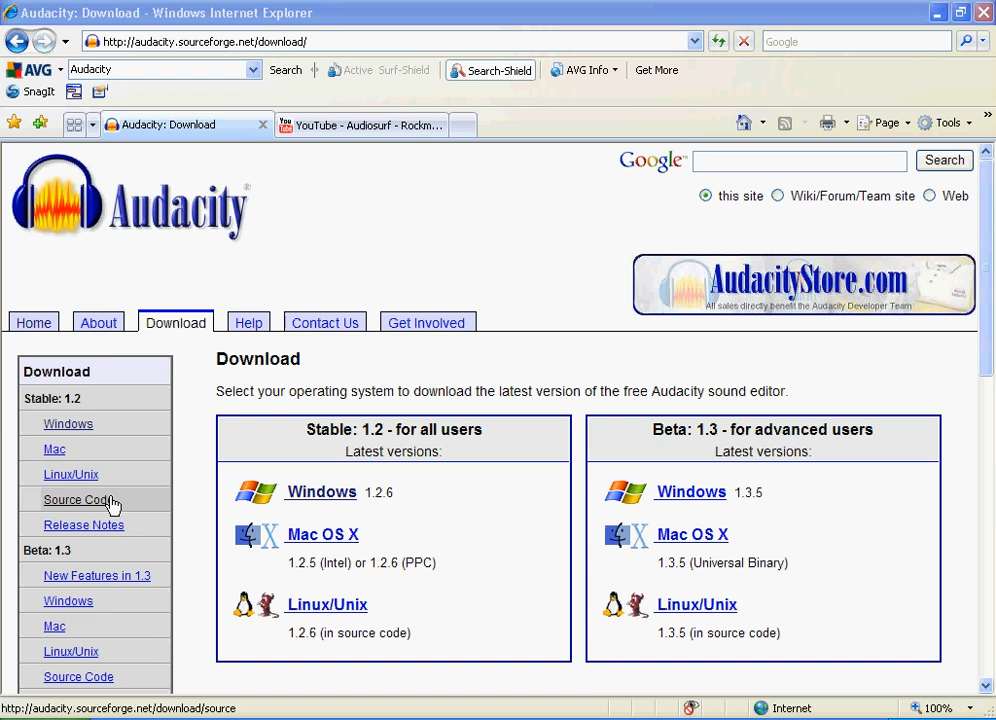 Audacity: Download - Windows Internet Explorer
http://audacity.sourceforge.net/download/
Google
AVG Audacity Search Active Surf-Shield Search-Shield AVG Info Get More
SnagIt
Audacity: Download YouTube - Audiosurf - Rockm... Page Tools
Google™ Search
this site Wiki/Forum/Team site Web
Audacity®
AudacityStore.com
All sales directly benefit the Audacity Developer Team
Home About Download Help Contact Us Get Involved
Download
Stable: 1.2
Windows
Mac
Linux/Unix
Source Code
Release Notes
Beta: 1.3
New Features in 1.3
Windows
Mac
Linux/Unix
Source Code
Download
Select your operating system to download the latest version of the free Audacity sound editor.
Stable: 1.2 - for all users
Latest versions:
Windows 1.2.6
Mac OS X
1.2.5 (Intel) or 1.2.6 (PPC)
Linux/Unix
1.2.6 (in source code)
Beta: 1.3 - for advanced users
Latest versions:
Windows 1.3.5
Mac OS X
1.3.5 (Universal Binary)
Linux/Unix
1.3.5 (in source code)
http://audacity.sourceforge.net/download/source Internet 100%